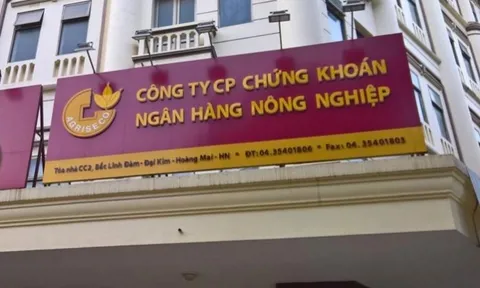 AGRISECO
CÔNG TY CP CHỨNG KHOÁN
NGÂN HÀNG NÔNG NGHIỆP
Tòa nhà CC2, Bắc Linh Đàm - Đại Kim - Hoàng Mai - HN * ĐT: 04.35401806 * Fax: 04.35401803